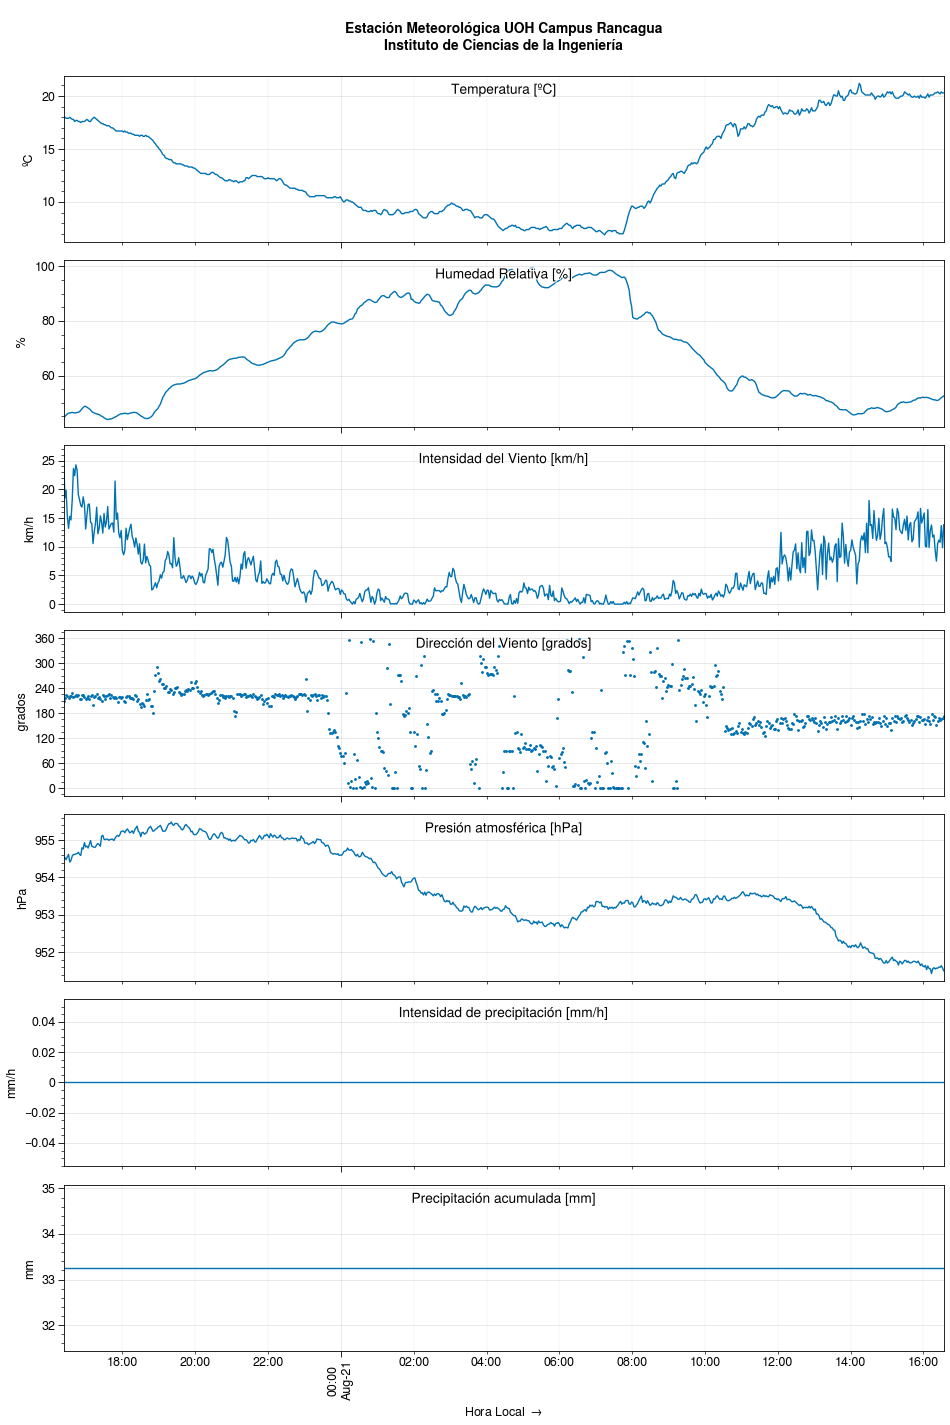 Estación Meteorológica UOH Campus Rancagua
Instituto de Ciencias de la Ingeniería
Temperatura [ºC]
20
15
10
ºC
Humedad Relativa [%]
100
80
60
%
Intensidad del Viento [km/h]
25
20
15
10
5
0
km/h
Dirección del Viento [grados]
360
300
240
180
120
60
0
grados
Presión atmosférica [hPa]
955
954
953
952
hPa
Intensidad de precipitación [mm/h]
0.04
0.02
0
−0.02
−0.04
mm/h
Precipitación acumulada [mm]
35
34
33
32
mm
18:00 20:00 22:00 00:00 02:00 04:00 06:00 08:00 10:00 12:00 14:00 16:00
Aug-21
Hora Local →